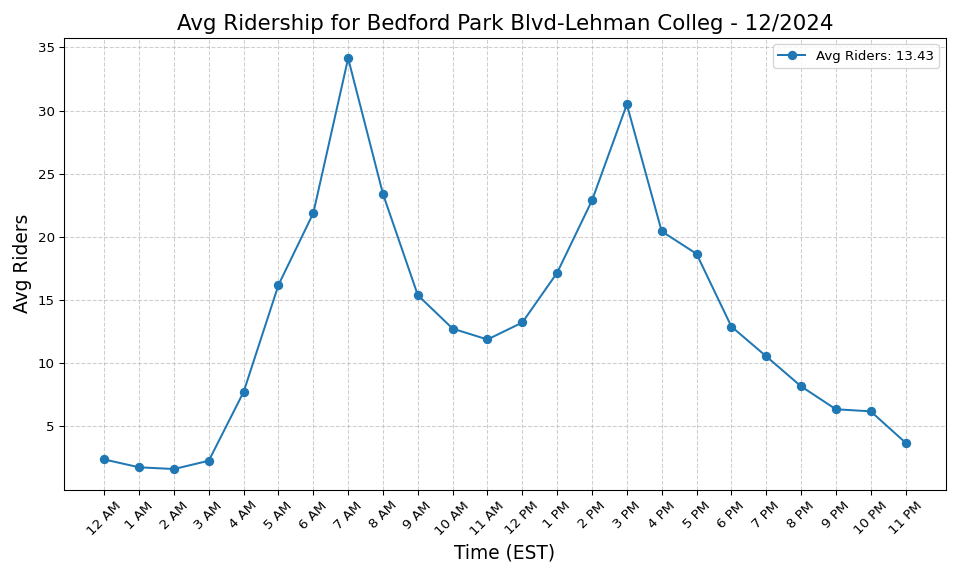 Avg Ridership for Bedford Park Blvd-Lehman Colleg - 12/2024
Avg Riders: 13.43
35
30
25
20
15
10
5
Avg Riders
12 AM
1 AM
2 AM
3 AM
4 AM
5 AM
6 AM
7 AM
8 AM
9 AM
10 AM
11 AM
12 PM
1 PM
2 PM
3 PM
4 PM
5 PM
6 PM
7 PM
8 PM
9 PM
10 PM
11 PM
Time (EST)